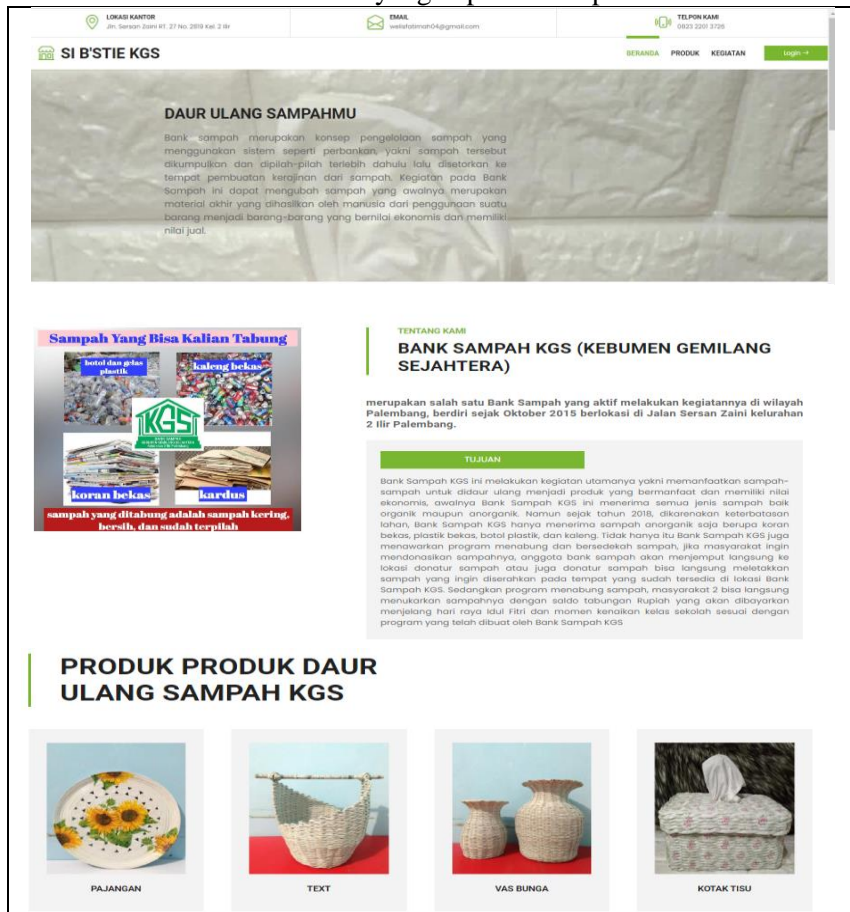 LOKASI KANTOR
Jln. Sersan Zaini RT. 27 No. 2819 Kel. 2 Ilir
EMAIL
welisfatimah04@gmail.com
TELPON KAMI
0823 2201 3726
SI B'STIE KGS
BERANDA PRODUK KEGIATAN Login →
DAUR ULANG SAMPAHMU
Bank sampah merupakan konsep pengelolaan sampah yang
menggunakan sistem seperti perbankan, yakni sampah tersebut
dikumpulkan dan dipilah-pilah terlebih dahulu lalu disetorkan ke
tempat pembuatan kerajinan dari sampah. Kegiatan pada Bank
Sampah ini dapat mengubah sampah yang awalnya merupakan
material akhir yang dihasilkan oleh manusia dari penggunaan suatu
barang menjadi barang-barang yang bernilai ekonomis dan memiliki
nilai jual.
Sampah Yang Bisa Kalian Tabung
botol dan gelas
plastik
kaleng bekas
KGS
koran bekas
kardus
sampah yang ditabung adalah sampah kering,
bersih, dan sudah terpilah
TENTANG KAMI
BANK SAMPAH KGS (KEBUMEN GEMILANG
SEJAHTERA)
merupakan salah satu Bank Sampah yang aktif melakukan kegiatannya di wilayah
Palembang, berdiri sejak Oktober 2015 berlokasi di Jalan Sersan Zaini kelurahan
2 Ilir Palembang.
TUJUAN
Bank Sampah KGS ini melakukan kegiatan utamanya yakni memanfaatkan sampah-
sampah untuk didaur ulang menjadi produk yang bermanfaat dan memiliki nilai
ekonomis, awalnya Bank Sampah KGS ini menerima semua jenis sampah baik
organik maupun anorganik. Namun sejak tahun 2018, dikarenakan keterbatasan
lahan, Bank Sampah KGS hanya menerima sampah anorganik saja berupa koran
bekas, plastik bekas, botol plastik, dan kaleng. Tidak hanya itu Bank Sampah KGS juga
menawarkan program menabung dan bersedekah sampah, jika masyarakat ingin
mendonasikan sampahnya, anggota bank sampah akan menjemput langsung ke
lokasi donatur sampah atau juga donatur sampah bisa langsung meletakkan
sampah yang ingin diserahkan pada tempat yang sudah tersedia di lokasi Bank
Sampah KGS. Sedangkan program menabung sampah, masyarakat 2 bisa langsung
menukarkan sampahnya dengan saldo tabungan Rupiah yang akan dibayarkan
menjelang hari raya Idul Fitri dan momen kenaikan kelas sekolah sesuai dengan
program yang telah dibuat oleh Bank Sampah KGS
PRODUK PRODUK DAUR
ULANG SAMPAH KGS
PAJANGAN
TEXT
VAS BUNGA
KOTAK TISU